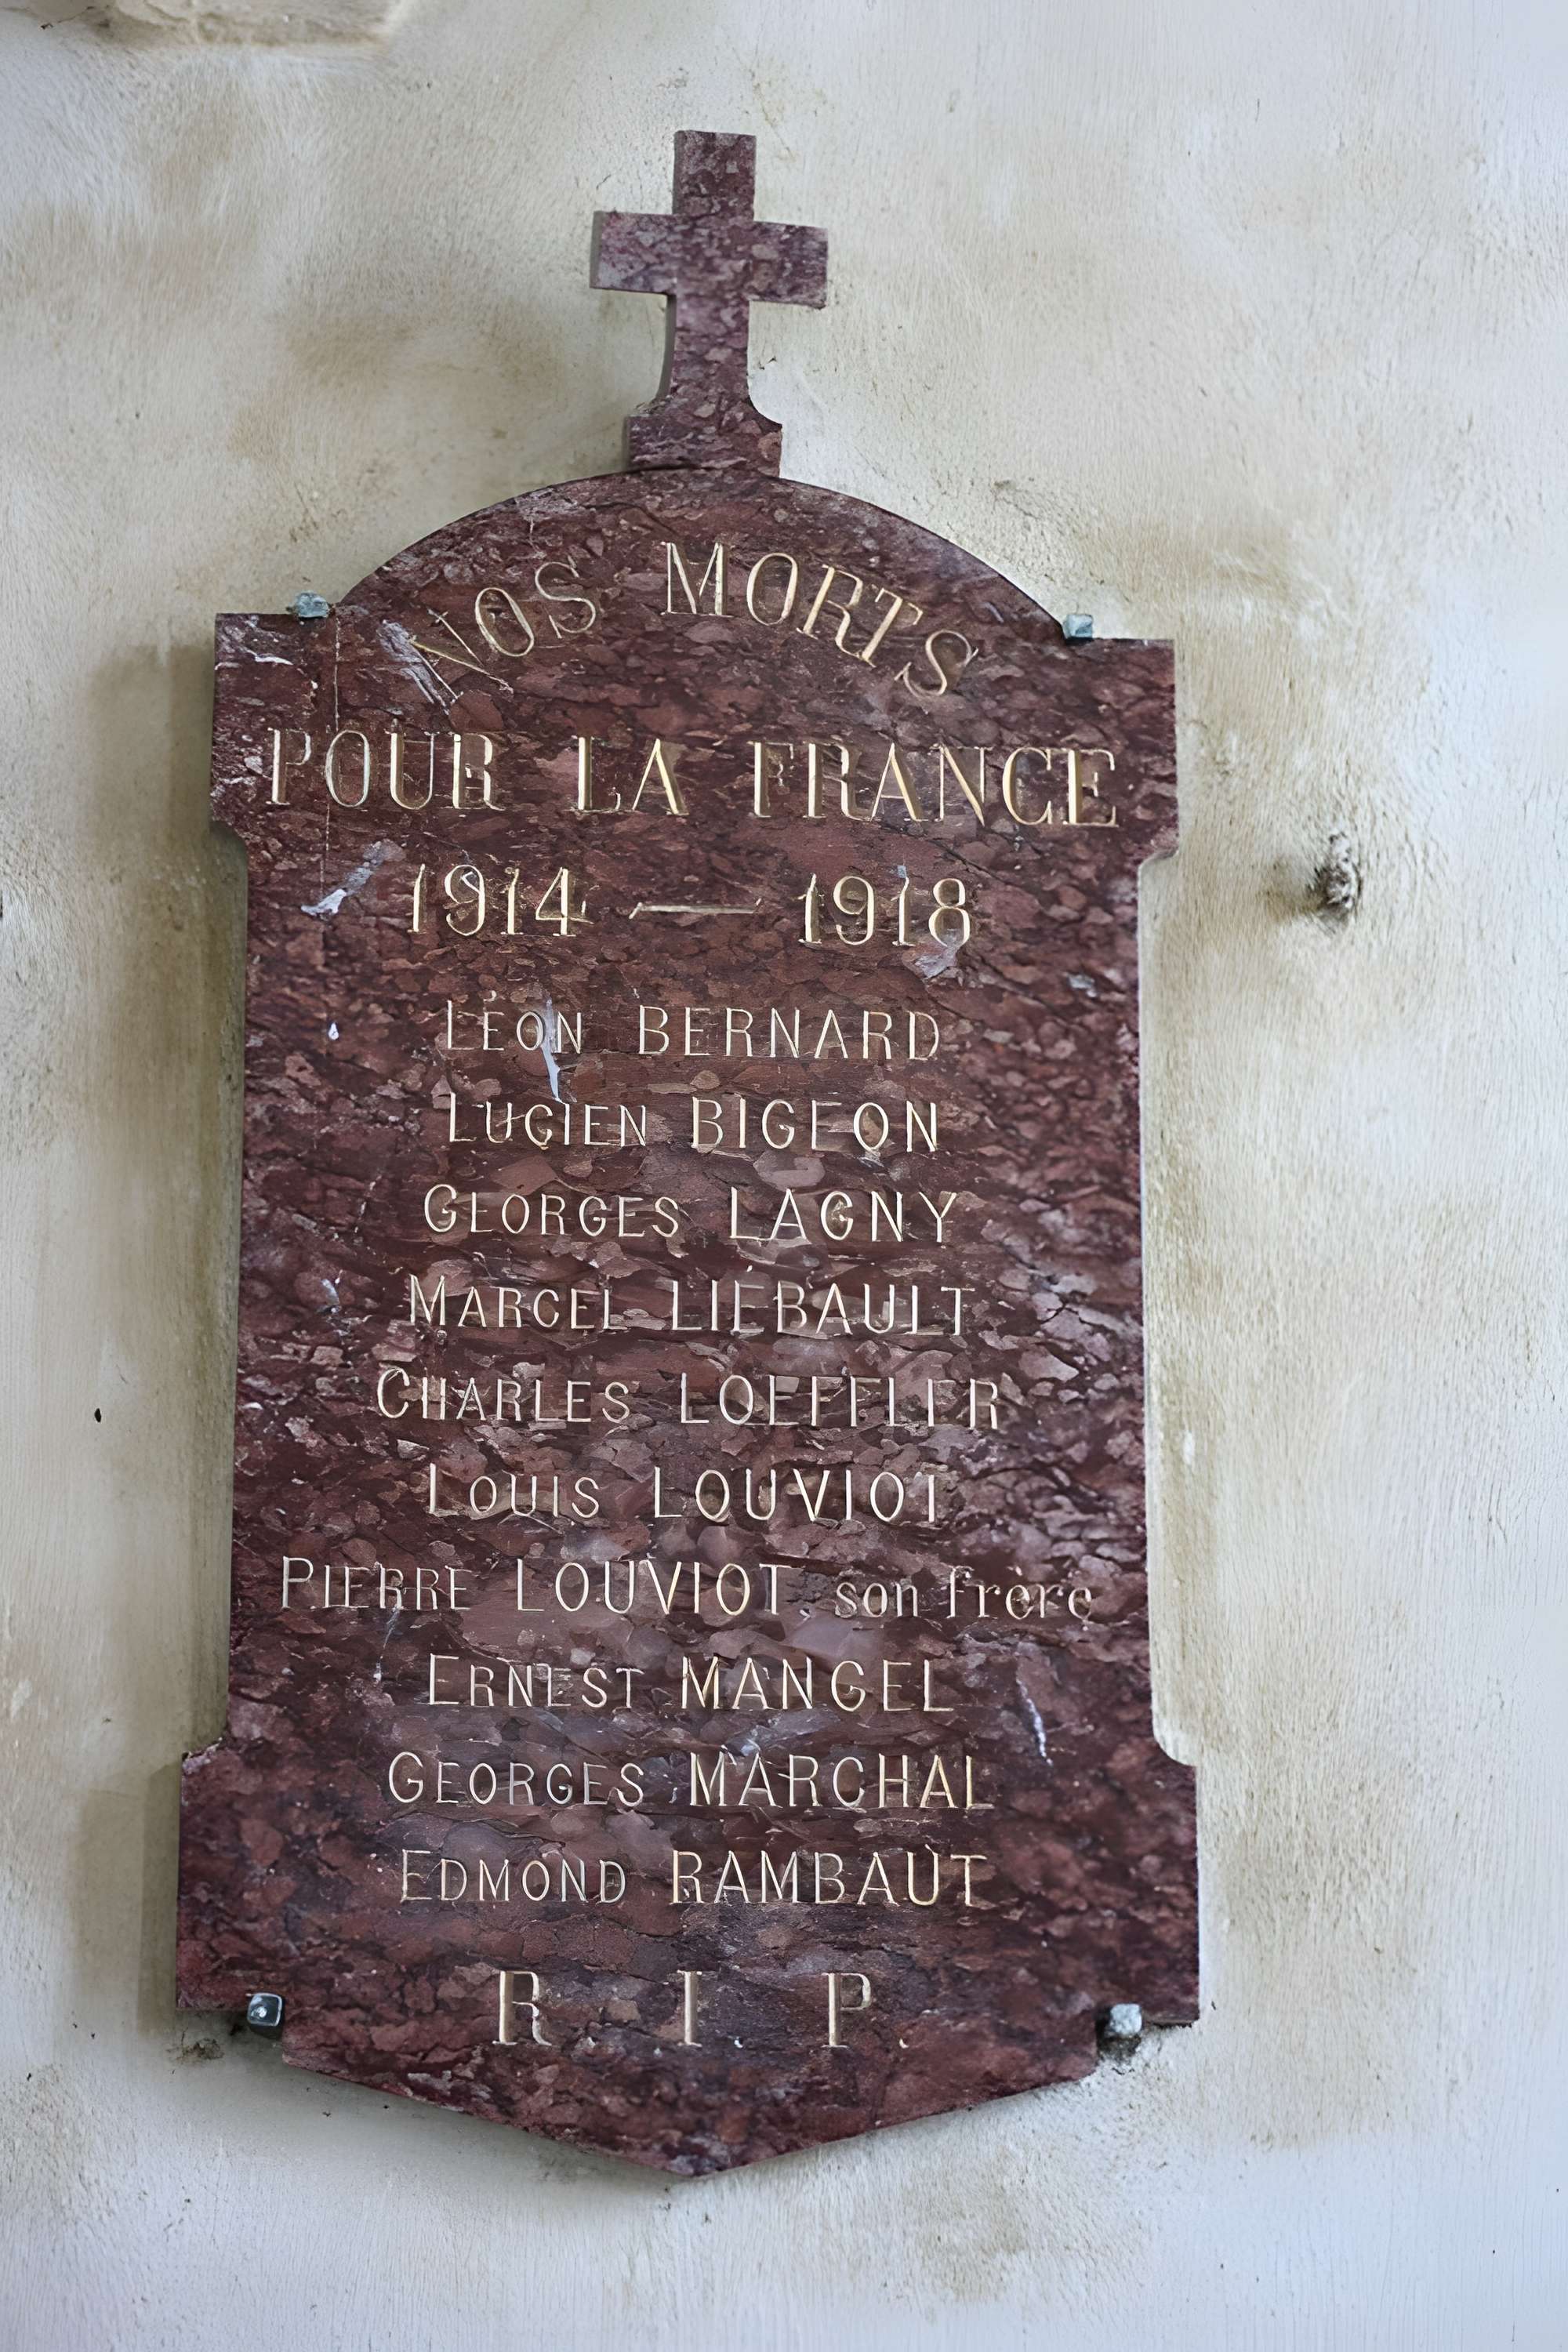 NOS MORTS
POUR LA FRANCE
1914 — 1918
LÉON BERNARD
LUCIEN BIGEON
GEORGES LAGNY
MARCEL LIÉBAULT
CHARLES LOEFFLER
LOUIS LOUVIOT
PIERRE LOUVIOT, son frère
ERNEST MANGEL
GEORGES MARCHAL
EDMOND RAMBAUT
R. I. P.